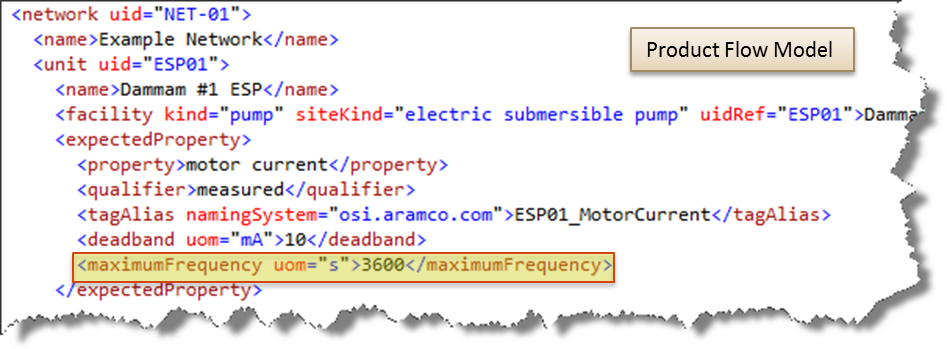 <network uid="NET-01">
<name>Example Network</name>
Product Flow Model
<unit uid="ESP01">
<name>Dammam #1 ESP</name>
<facility kind="pump" siteKind="electric submersible pump" uidRef="ESP01">Dammam
<expectedProperty>
<property>motor current</property>
<qualifier>measured</qualifier>
<tagAlias namingSystem="osi.aramco.com">ESP01_MotorCurrent</tagAlias>
<deadband uom="mA">10</deadband>
<maximumFrequency uom="s">3600</maximumFrequency>
</expectedProperty>